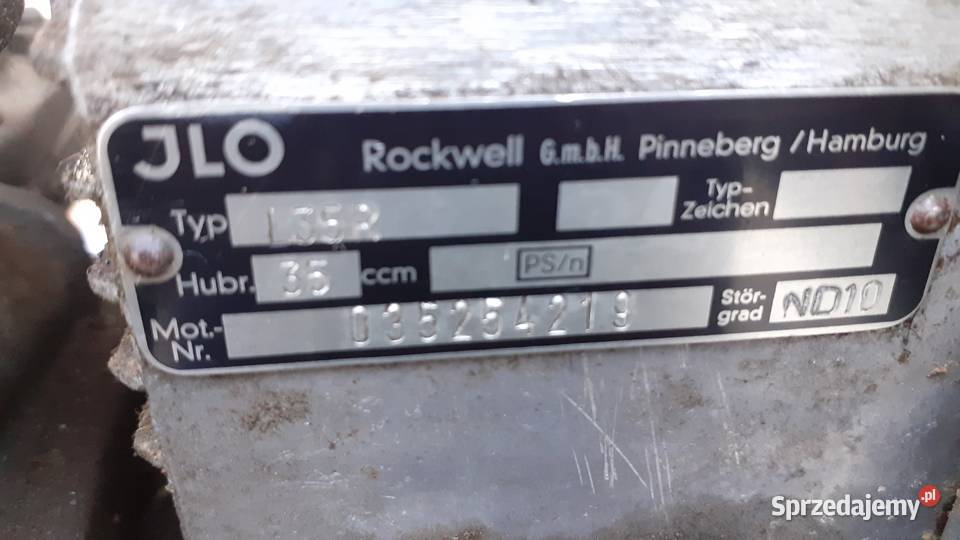 JLO Rockwell G.m.b.H. Pinneberg / Hamburg
Typ L35R Typ-Zeichen
Hubr. 35 ccm PS/n
Mot.-Nr. 035254219 Stör-grad ND10
Sprzedajemy.pl